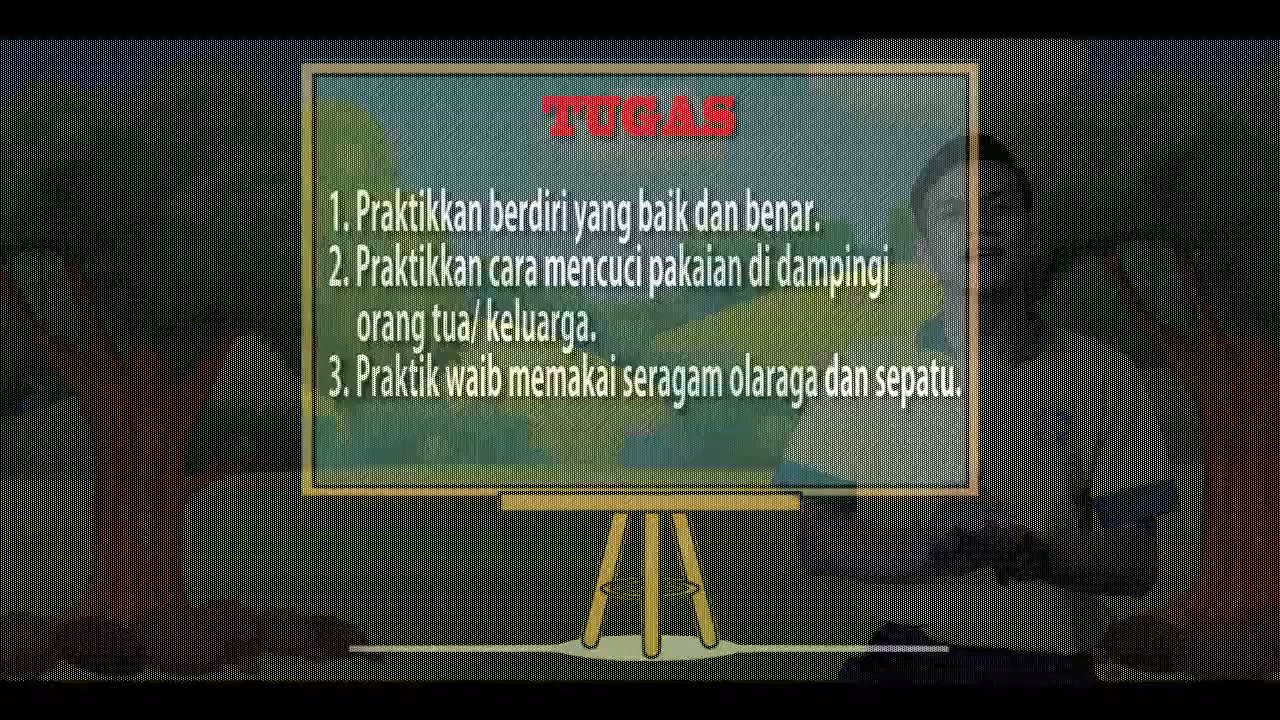 TUGAS
1. Praktikkan berdiri yang baik dan benar.
2. Praktikkan cara mencuci pakaian di dampingi
orang tua/ keluarga.
3. Praktik waib memakai seragam olaraga dan sepatu.